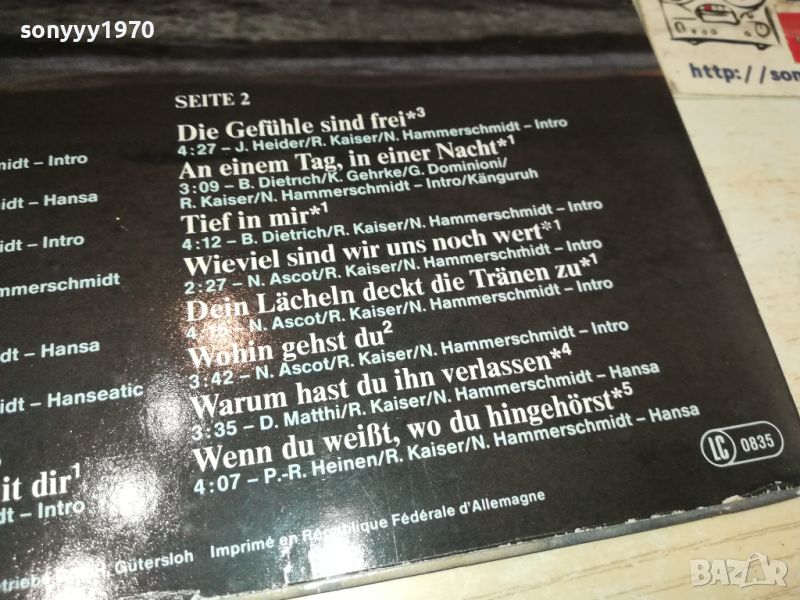 sonyyy1970
http://son
SEITE 2
Die Gefühle sind frei*3
4:27 – J. Heider/R. Kaiser/N. Hammerschmidt – Intro
An einem Tag, in einer Nacht*1
3:09 – B. Dietrich/K. Gehrke/G. Dominioni/
R. Kaiser/N. Hammerschmidt – Intro/Känguruh
Tief in mir*1
4:12 – B. Dietrich/R. Kaiser/N. Hammerschmidt – Intro
Wieviel sind wir uns noch wert*1
2:27 – N. Ascot/R. Kaiser/N. Hammerschmidt – Intro
Dein Lächeln deckt die Tränen zu*1
N. Ascot/R. Kaiser/N. Hammerschmidt – Intro
Wohin gehst du2
3:42 – N. Ascot/R. Kaiser/N. Hammerschmidt – Intro
Warum hast du ihn verlassen*4
3:35 – D. Matthi/R. Kaiser/N. Hammerschmidt – Hansa
Wenn du weißt, wo du hingehörst*5
4:07 – P.-R. Heinen/R. Kaiser/N. Hammerschmidt – Hansa
midt – Intro
eidt – Hansa
midt – Intro
mmerschmidt
midt – Hansa
midt – Hanseatic
it dir1
dt – Intro
LC 0835
Gütersloh Imprimé en République Fédérale d'Allemagne
BAZAR